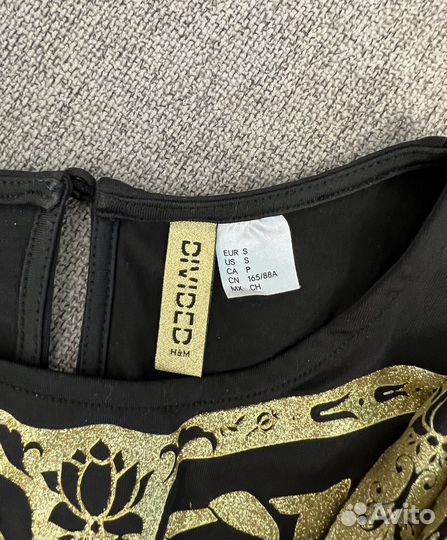 DIVIDED
H&M
EUR S
US S
CA P
CN 165/88A
MX CH
Avito